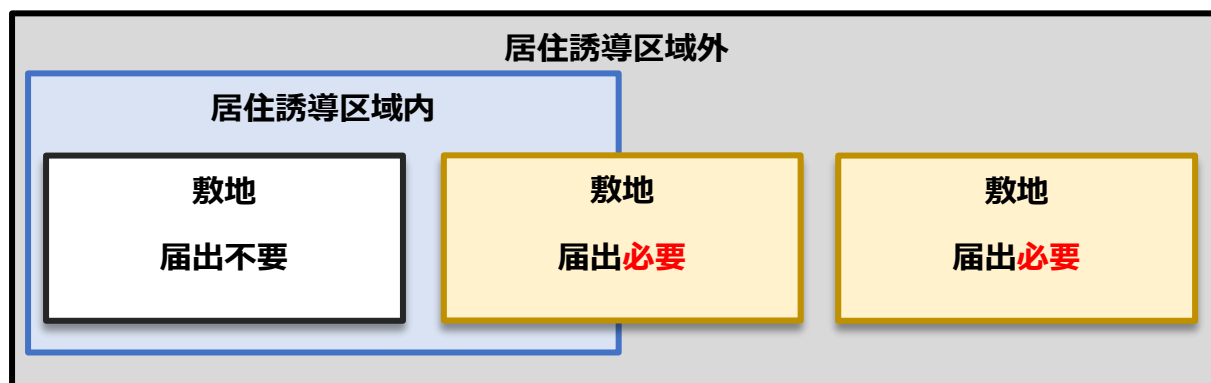 居住誘導区域外
居住誘導区域内
敷地
届出不要
敷地
届出必要
敷地
届出必要